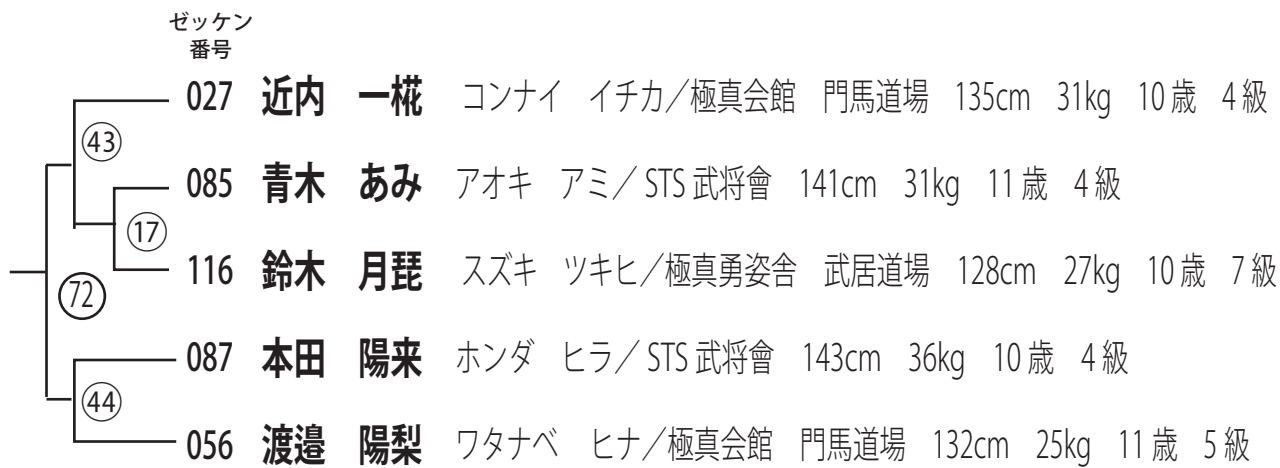 ゼッケン
番号
027 近内 一椛 コンナイ イチカ/極真会館 門馬道場 135cm 31kg 10歳 4級
㊸
085 青木 あみ アオキ アミ/STS武将會 141cm 31kg 11歳 4級
⑰
116 鈴木 月琵 スズキ ツキヒ/極真勇姿舎 武居道場 128cm 27kg 10歳 7級
72
087 本田 陽来 ホンダ ヒラ/STS武将會 143cm 36kg 10歳 4級
㊹
056 渡邉 陽梨 ワタナベ ヒナ/極真会館 門馬道場 132cm 25kg 11歳 5級